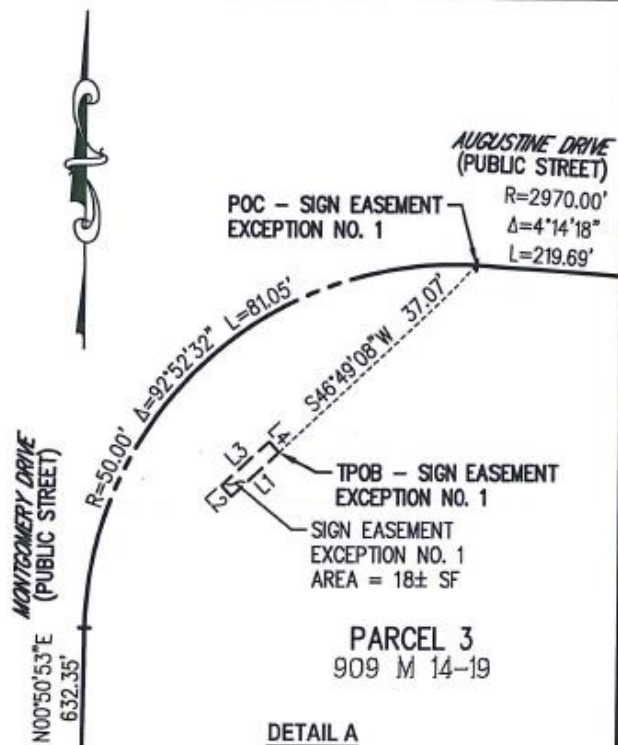 AUGUSTINE DRIVE
(PUBLIC STREET)
R=2970.00'
Δ=4°14'18"
L=219.69'
POC - SIGN EASEMENT
EXCEPTION NO. 1
R=50.00' Δ=92°52'32" L=81.05'
S46°49'08"W 37.07'
L3
L4
L1
L2
TPOB - SIGN EASEMENT
EXCEPTION NO. 1
SIGN EASEMENT
EXCEPTION NO. 1
AREA = 18± SF
MONTGOMERY DRIVE
(PUBLIC STREET)
N00°50'53"E
632.35'
PARCEL 3
909 M 14-19
DETAIL A